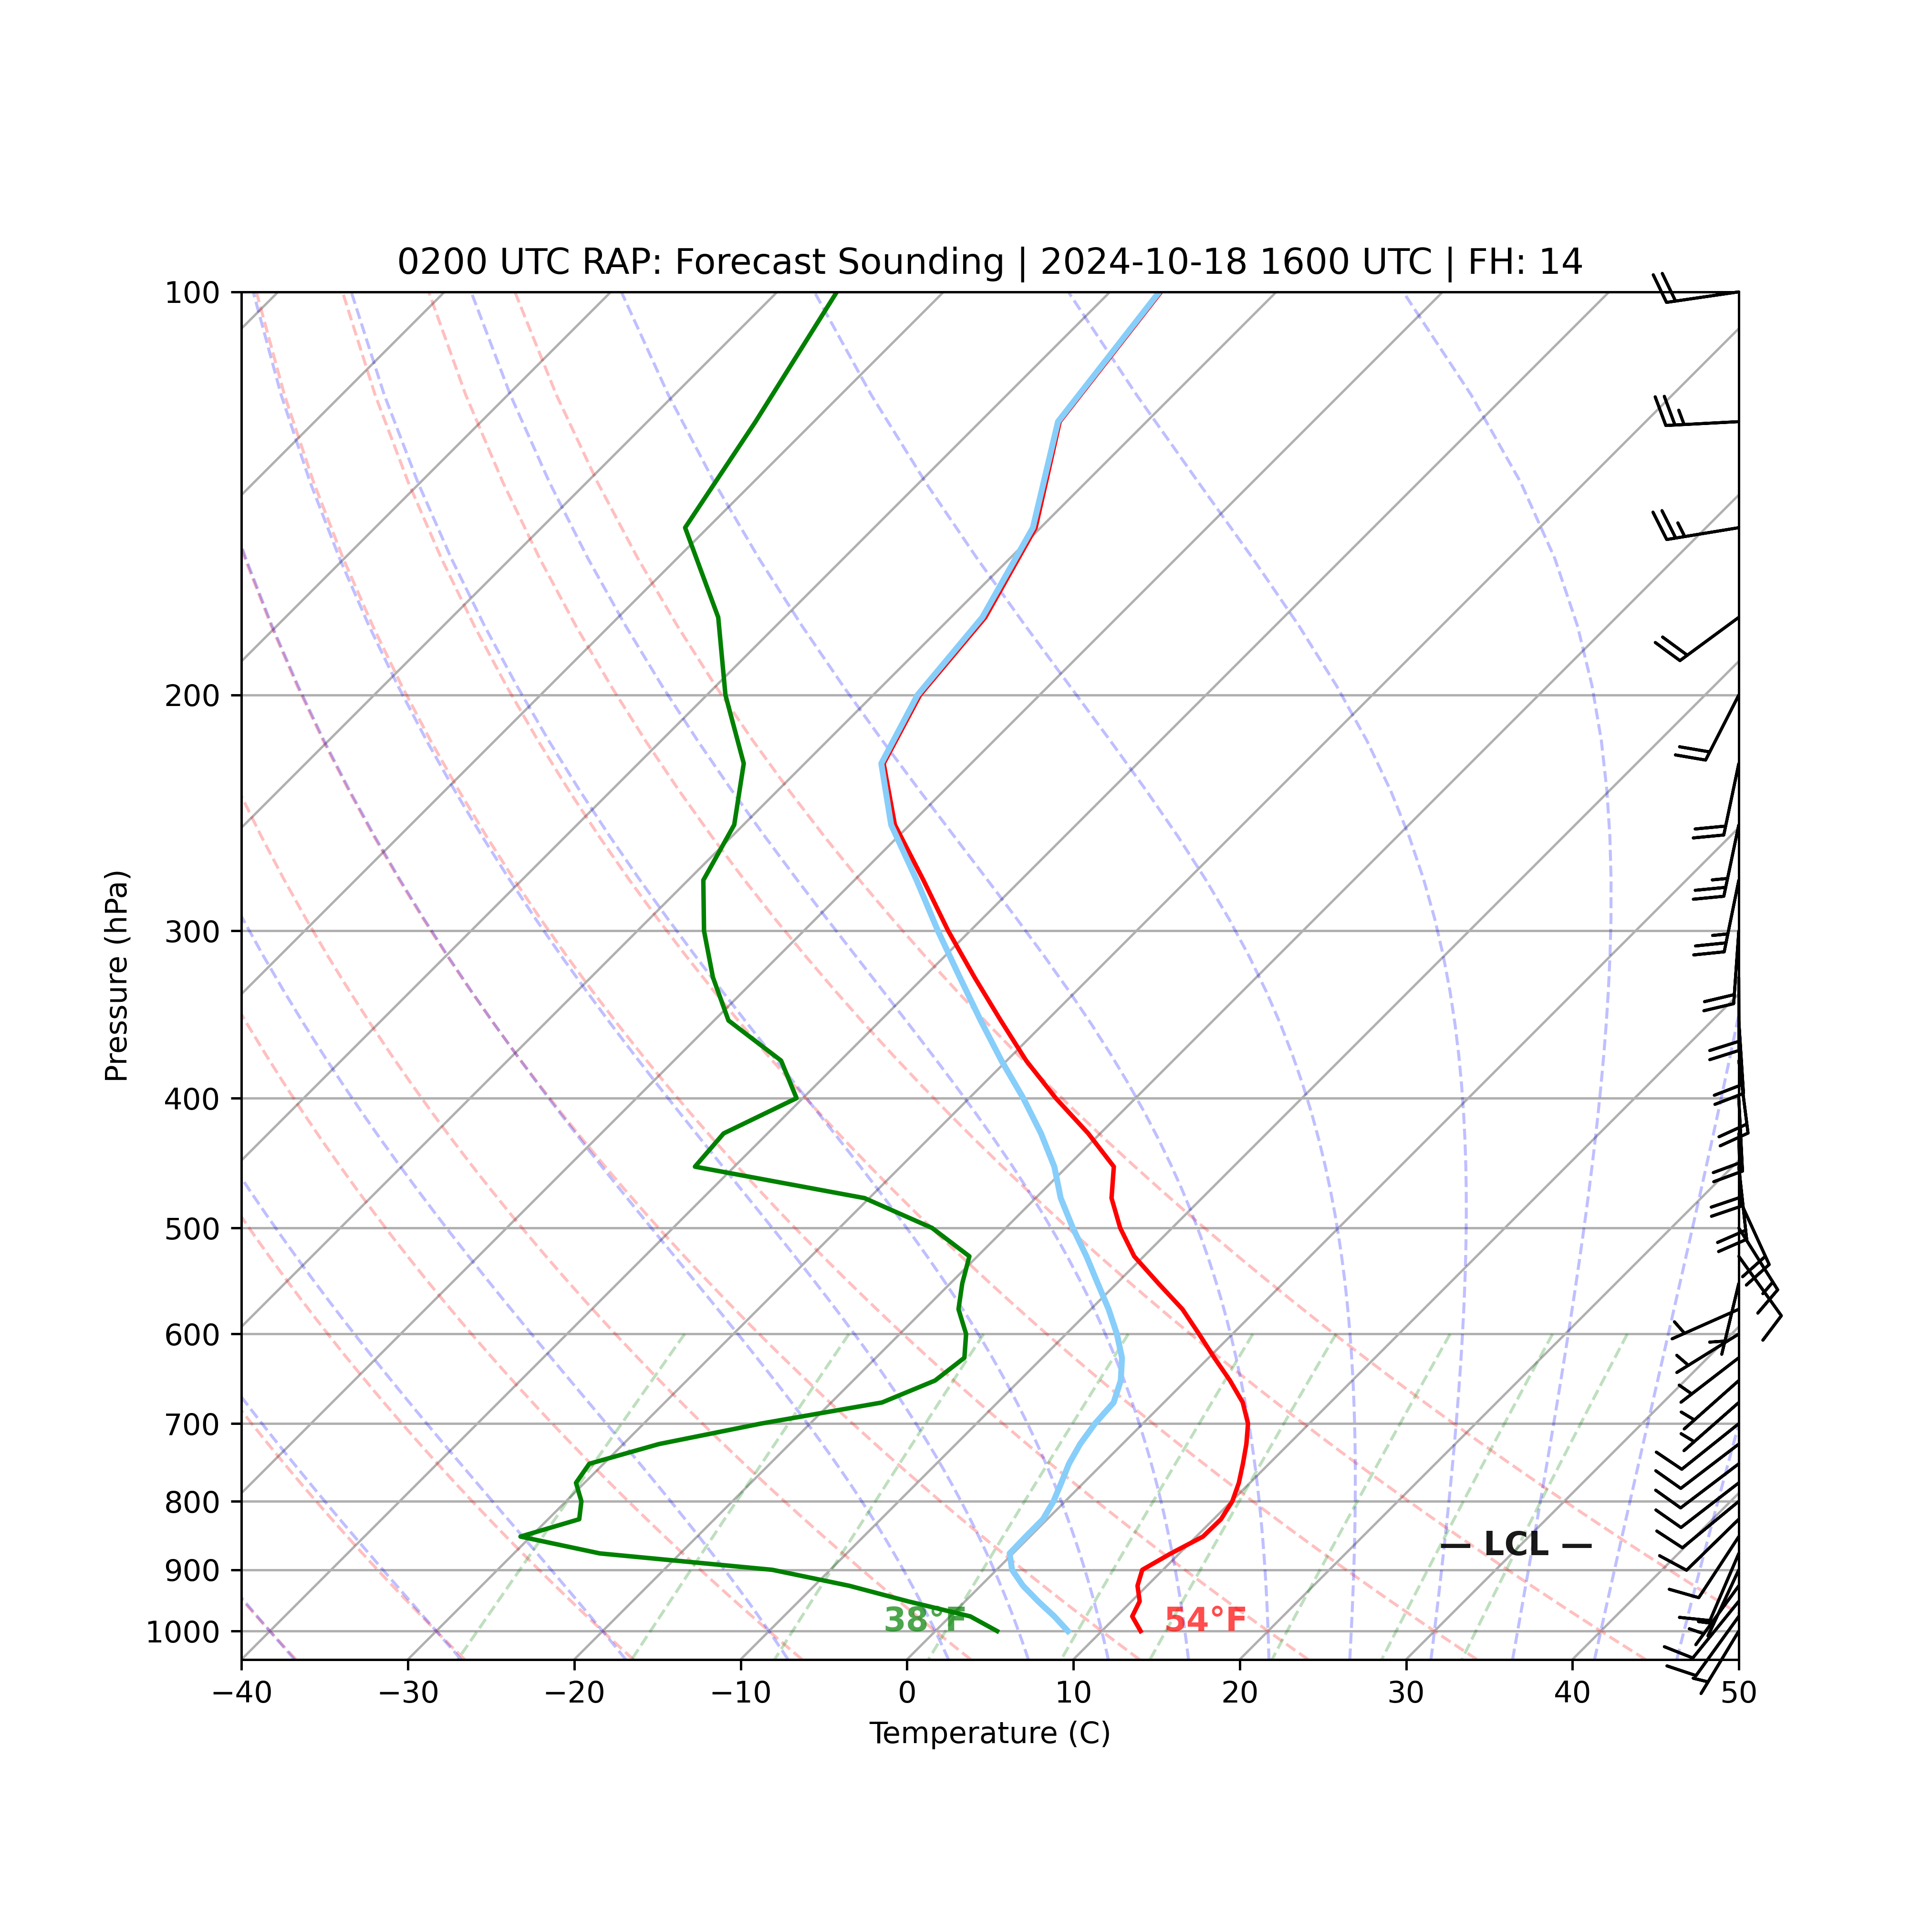 0200 UTC RAP: Forecast Sounding | 2024-10-18 1600 UTC | FH: 14
100
200
300
400
500
600
700
800
900
1000
Pressure (hPa)
— LCL —
38°F
54°F
−40 −30 −20 −10 0 10 20 30 40 50
Temperature (C)